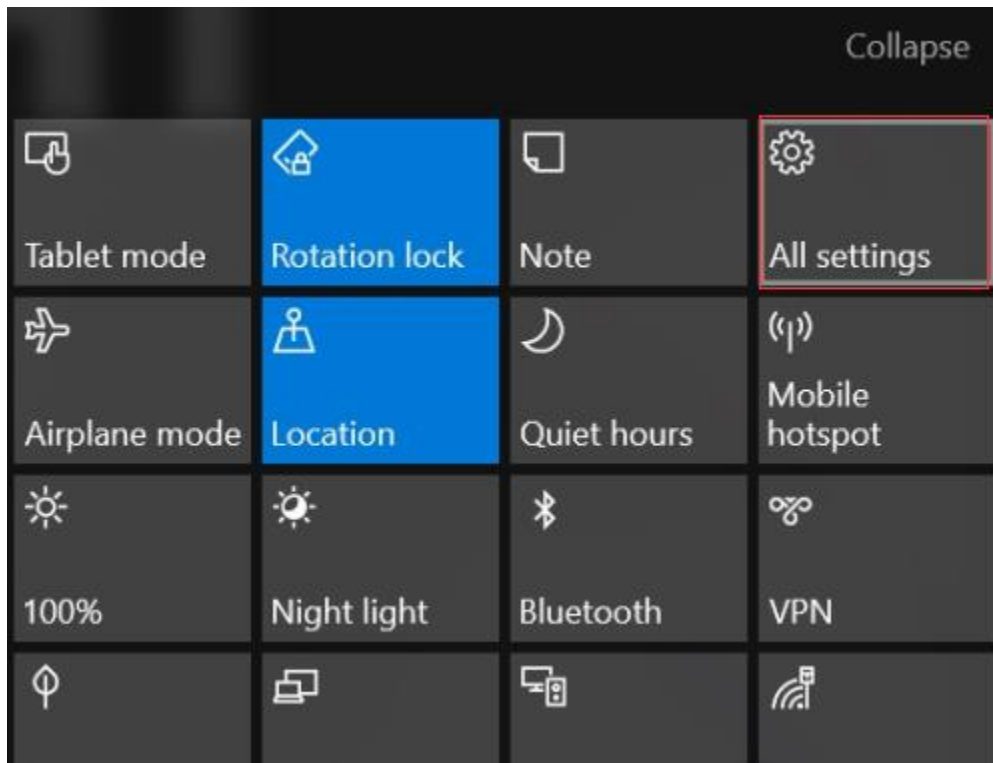 Collapse
Tablet mode
Rotation lock
Note
All settings
Airplane mode
Location
Quiet hours
Mobile
hotspot
100%
Night light
Bluetooth
VPN